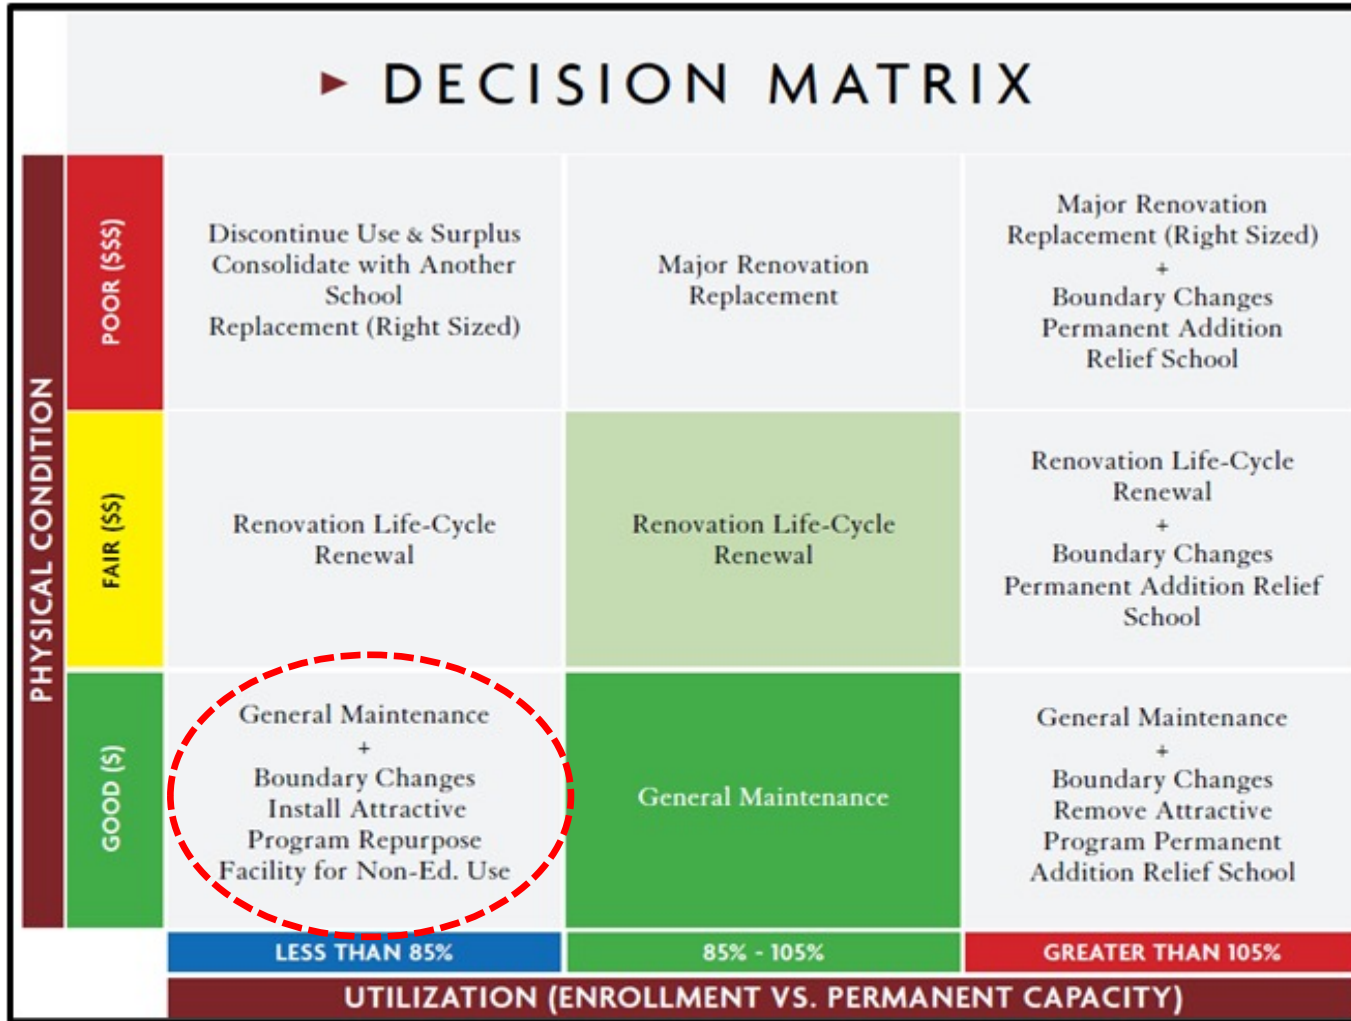 DECISION MATRIX
PHYSICAL CONDITION
POOR ($$$)
Discontinue Use & Surplus
Consolidate with Another
School
Replacement (Right Sized)
Major Renovation
Replacement
Major Renovation
Replacement (Right Sized)
+
Boundary Changes
Permanent Addition
Relief School
FAIR ($$)
Renovation Life-Cycle
Renewal
Renovation Life-Cycle
Renewal
Renovation Life-Cycle
Renewal
+
Boundary Changes
Permanent Addition Relief
School
GOOD ($)
General Maintenance
+
Boundary Changes
Install Attractive
Program Repurpose
Facility for Non-Ed. Use
General Maintenance
General Maintenance
+
Boundary Changes
Remove Attractive
Program Permanent
Addition Relief School
LESS THAN 85%
85% - 105%
GREATER THAN 105%
UTILIZATION (ENROLLMENT VS. PERMANENT CAPACITY)